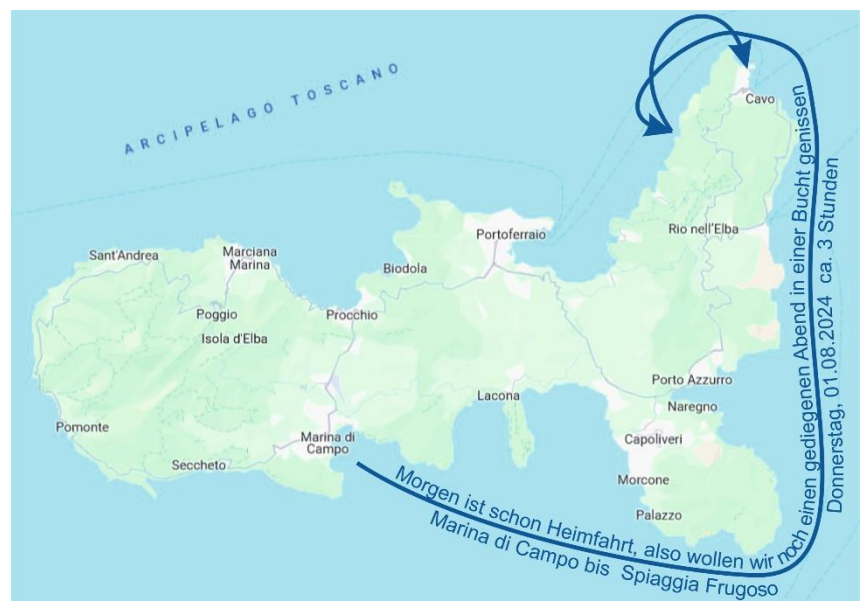 ARCIPELAGO TOSCANO
Cavo
Portoferraio
Rio nell'Elba
Sant'Andrea
Marciana
Marina
Biodola
Poggio
Procchio
Isola d'Elba
Porto Azzurro
Lacona
Naregno
Pomonte
Marina di
Campo
Capoliveri
Seccheto
Morcone
Palazzo
Morgen ist schon Heimfahrt, also wollen wir noch einen gediegenen Abend in einer Bucht genissen
Marina di Campo bis Spiaggia Frugoso
Donnerstag, 01.08.2024 ca. 3 Stunden